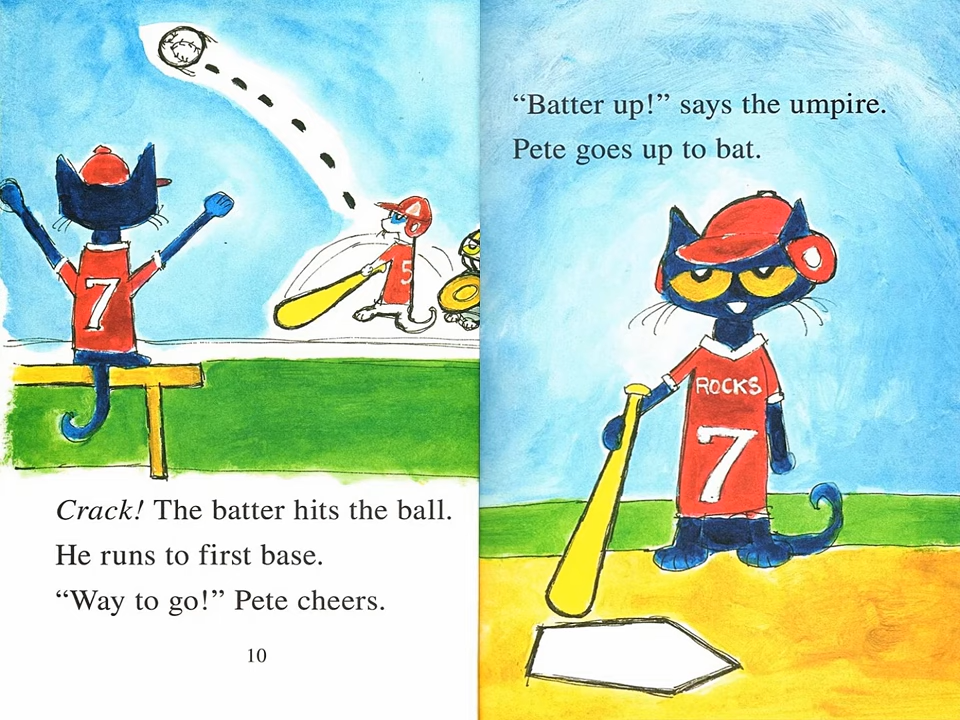 7
5
Crack! The batter hits the ball.
He runs to first base.
“Way to go!” Pete cheers.
10
“Batter up!” says the umpire.
Pete goes up to bat.
ROCKS
7